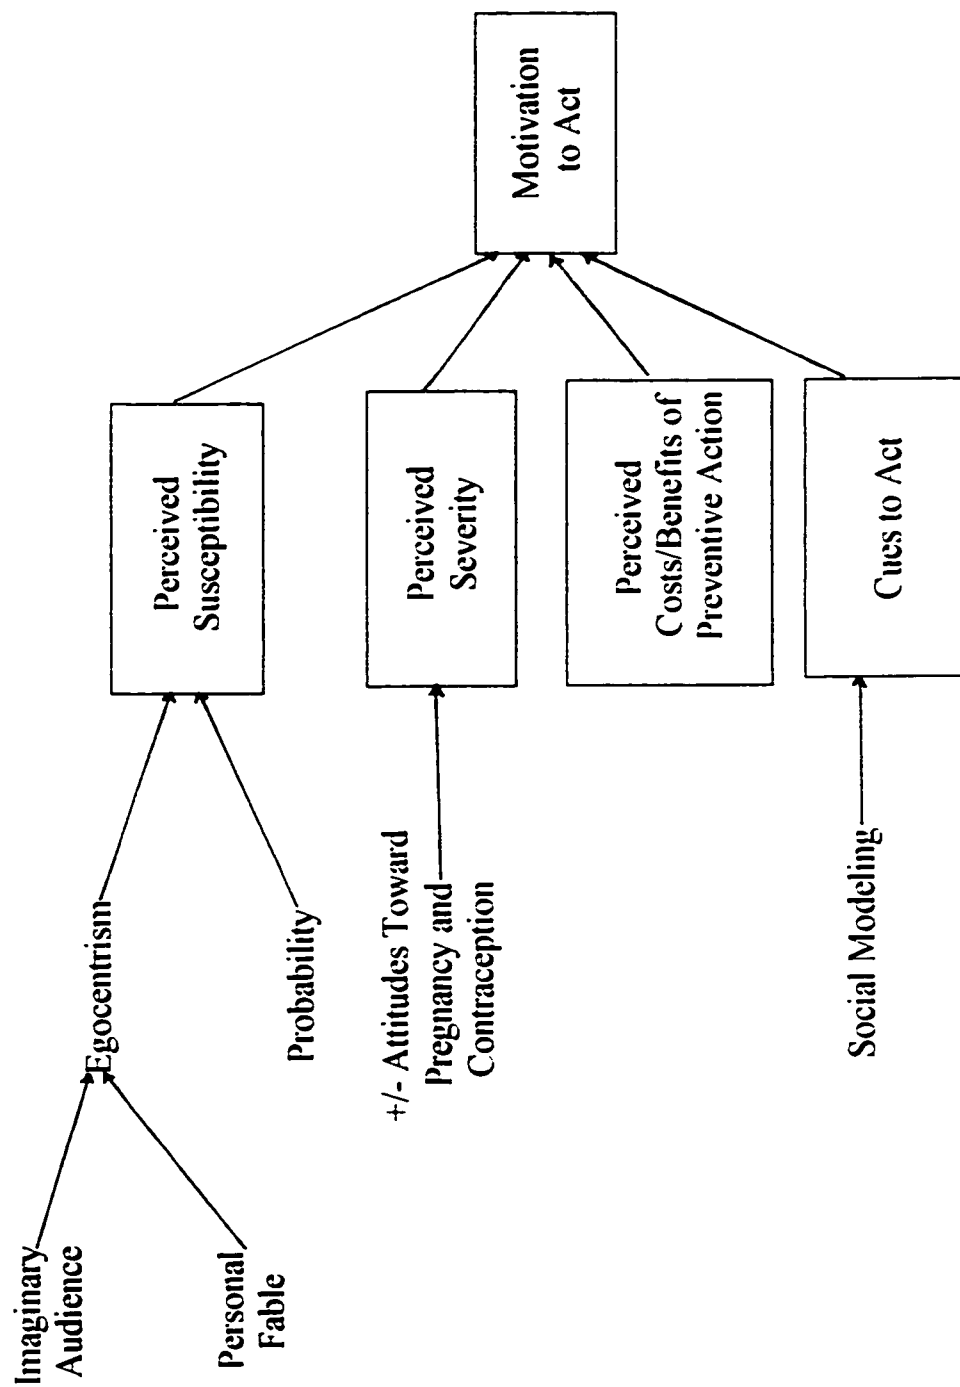 Imaginary
Audience
Personal
Fable
Egocentrism
Probability
+/- Attitudes Toward
Pregnancy and
Contraception
Social Modeling
Perceived
Susceptibility
Perceived
Severity
Perceived
Costs/Benefits of
Preventive Action
Cues to Act
Motivation
to Act